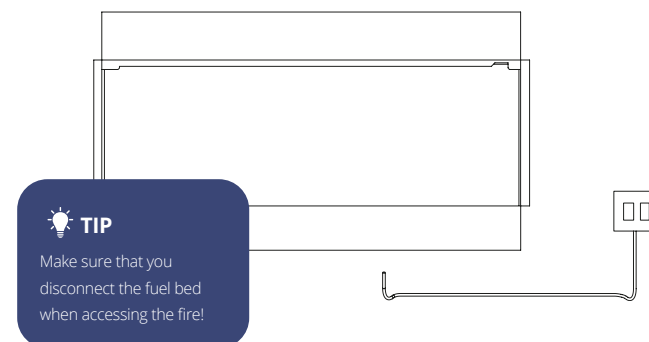 TIP
Make sure that you
disconnect the fuel bed
when accessing the fire!